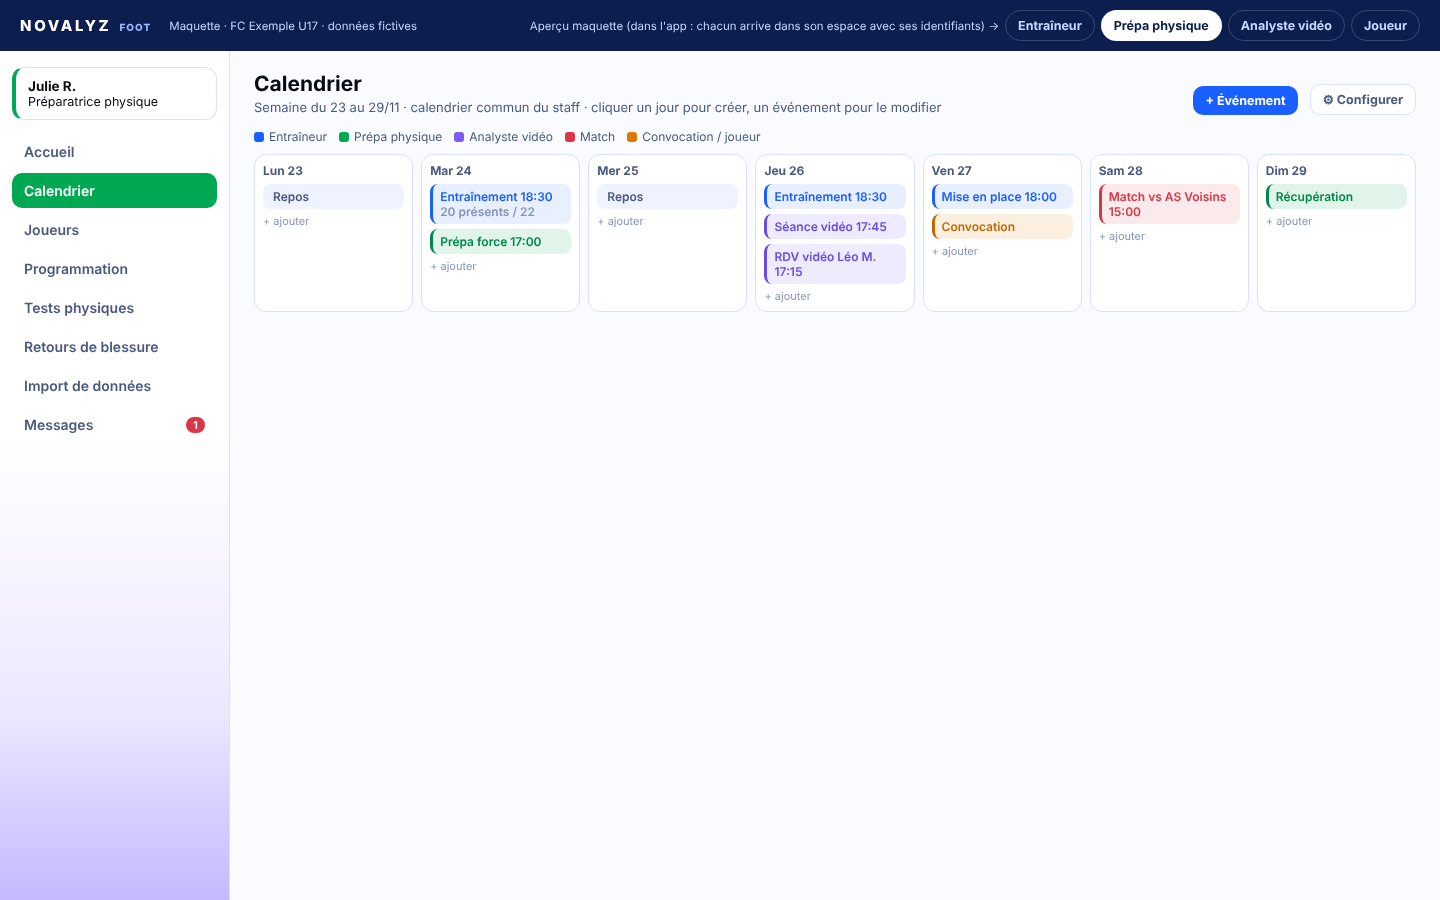 NOVALYZ FOOT
Maquette · FC Exemple U17 · données fictives
Aperçu maquette (dans l'app : chacun arrive dans son espace avec ses identifiants) →
Entraîneur
Prépa physique
Analyste vidéo
Joueur
Julie R.
Préparatrice physique
Accueil
Calendrier
Joueurs
Programmation
Tests physiques
Retours de blessure
Import de données
Messages 1
Calendrier
Semaine du 23 au 29/11 · calendrier commun du staff · cliquer un jour pour créer, un événement pour le modifier
+ Événement
⚙ Configurer
Entraîneur
Prépa physique
Analyste vidéo
Match
Convocation / joueur
Lun 23
Repos
+ ajouter
Mar 24
Entraînement 18:30
20 présents / 22
Prépa force 17:00
+ ajouter
Mer 25
Repos
+ ajouter
Jeu 26
Entraînement 18:30
Séance vidéo 17:45
RDV vidéo Léo M.
17:15
+ ajouter
Ven 27
Mise en place 18:00
Convocation
+ ajouter
Sam 28
Match vs AS Voisins
15:00
+ ajouter
Dim 29
Récupération
+ ajouter